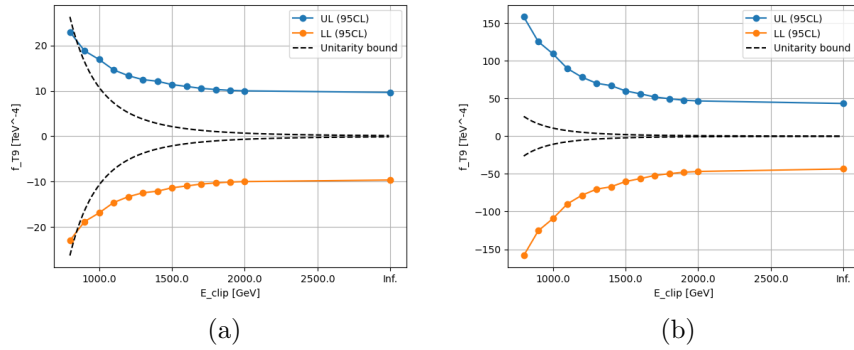 UL (95CL)
LL (95CL)
Unitarity bound
20
10
0
−10
−20
f_T9 [TeV^-4]
1000.0 1500.0 2000.0 2500.0 Inf.
E_clip [GeV]
(a)
UL (95CL)
LL (95CL)
Unitarity bound
150
100
50
0
−50
−100
−150
f_T9 [TeV^-4]
1000.0 1500.0 2000.0 2500.0 Inf.
E_clip [GeV]
(b)